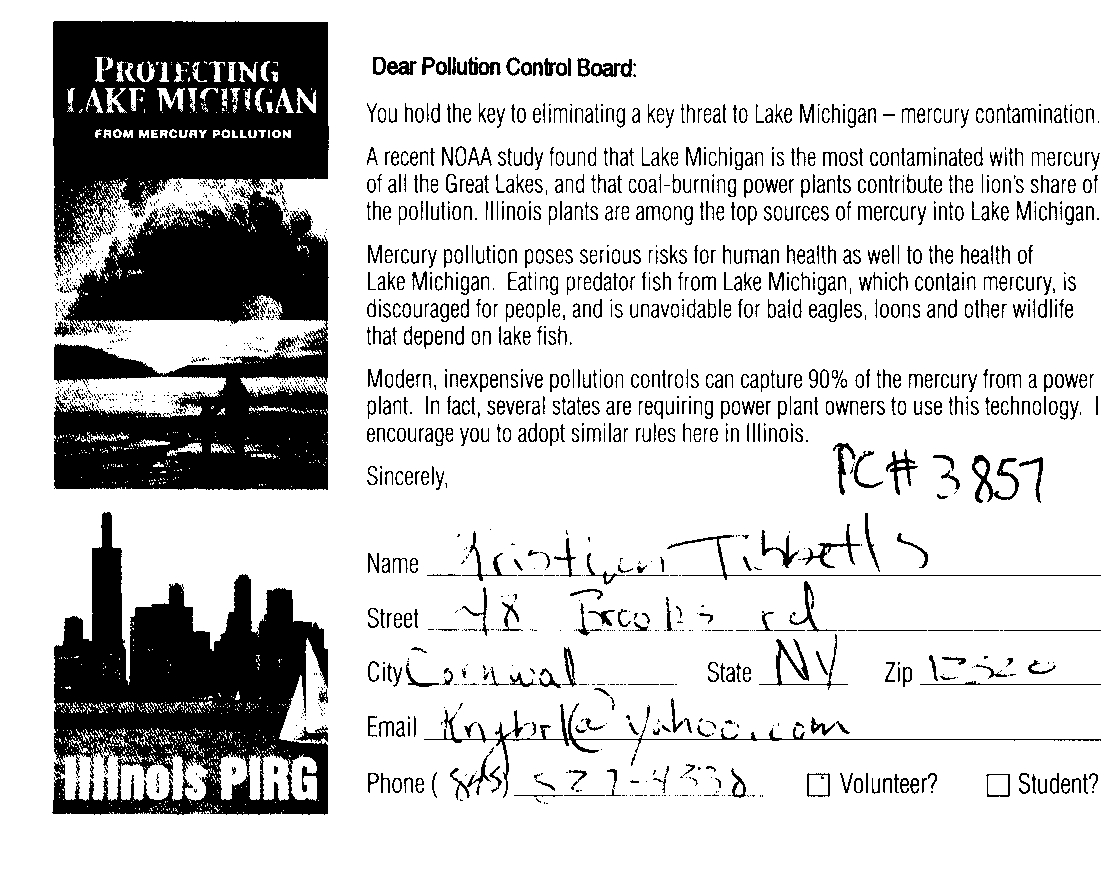 PROTECTING
LAKE MICHIGAN
FROM MERCURY POLLUTION
Dear Pollution Control Board:
You hold the key to eliminating a key threat to Lake Michigan – mercury contamination.
A recent NOAA study found that Lake Michigan is the most contaminated with mercury
of all the Great Lakes, and that coal-burning power plants contribute the lion's share of
the pollution. Illinois plants are among the top sources of mercury into Lake Michigan.
Mercury pollution poses serious risks for human health as well to the health of
Lake Michigan. Eating predator fish from Lake Michigan, which contain mercury, is
discouraged for people, and is unavoidable for bald eagles, loons and other wildlife
that depend on lake fish.
Modern, inexpensive pollution controls can capture 90% of the mercury from a power
plant. In fact, several states are requiring power plant owners to use this technology. I
encourage you to adopt similar rules here in Illinois.
Sincerely,
PC# 3857
Name Tibbetts
Street 48 rd
City Cornwal State NY Zip
Email @yahoo.com
Phone (845)
Volunteer? Student?
Illinois PIRG